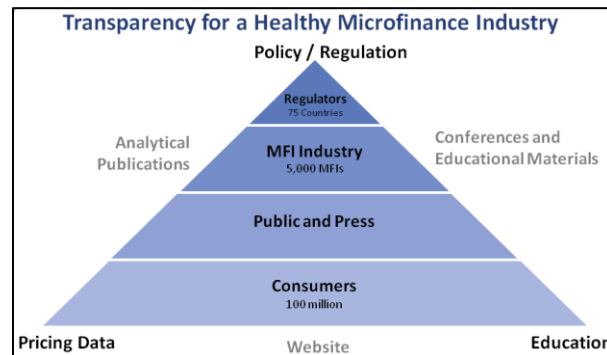 Transparency for a Healthy Microfinance Industry
Policy / Regulation
Regulators
75 Countries
Analytical
Publications
Conferences and
Educational Materials
MFI Industry
5,000 MFIs
Public and Press
Consumers
100 million
Pricing Data
Website
Education